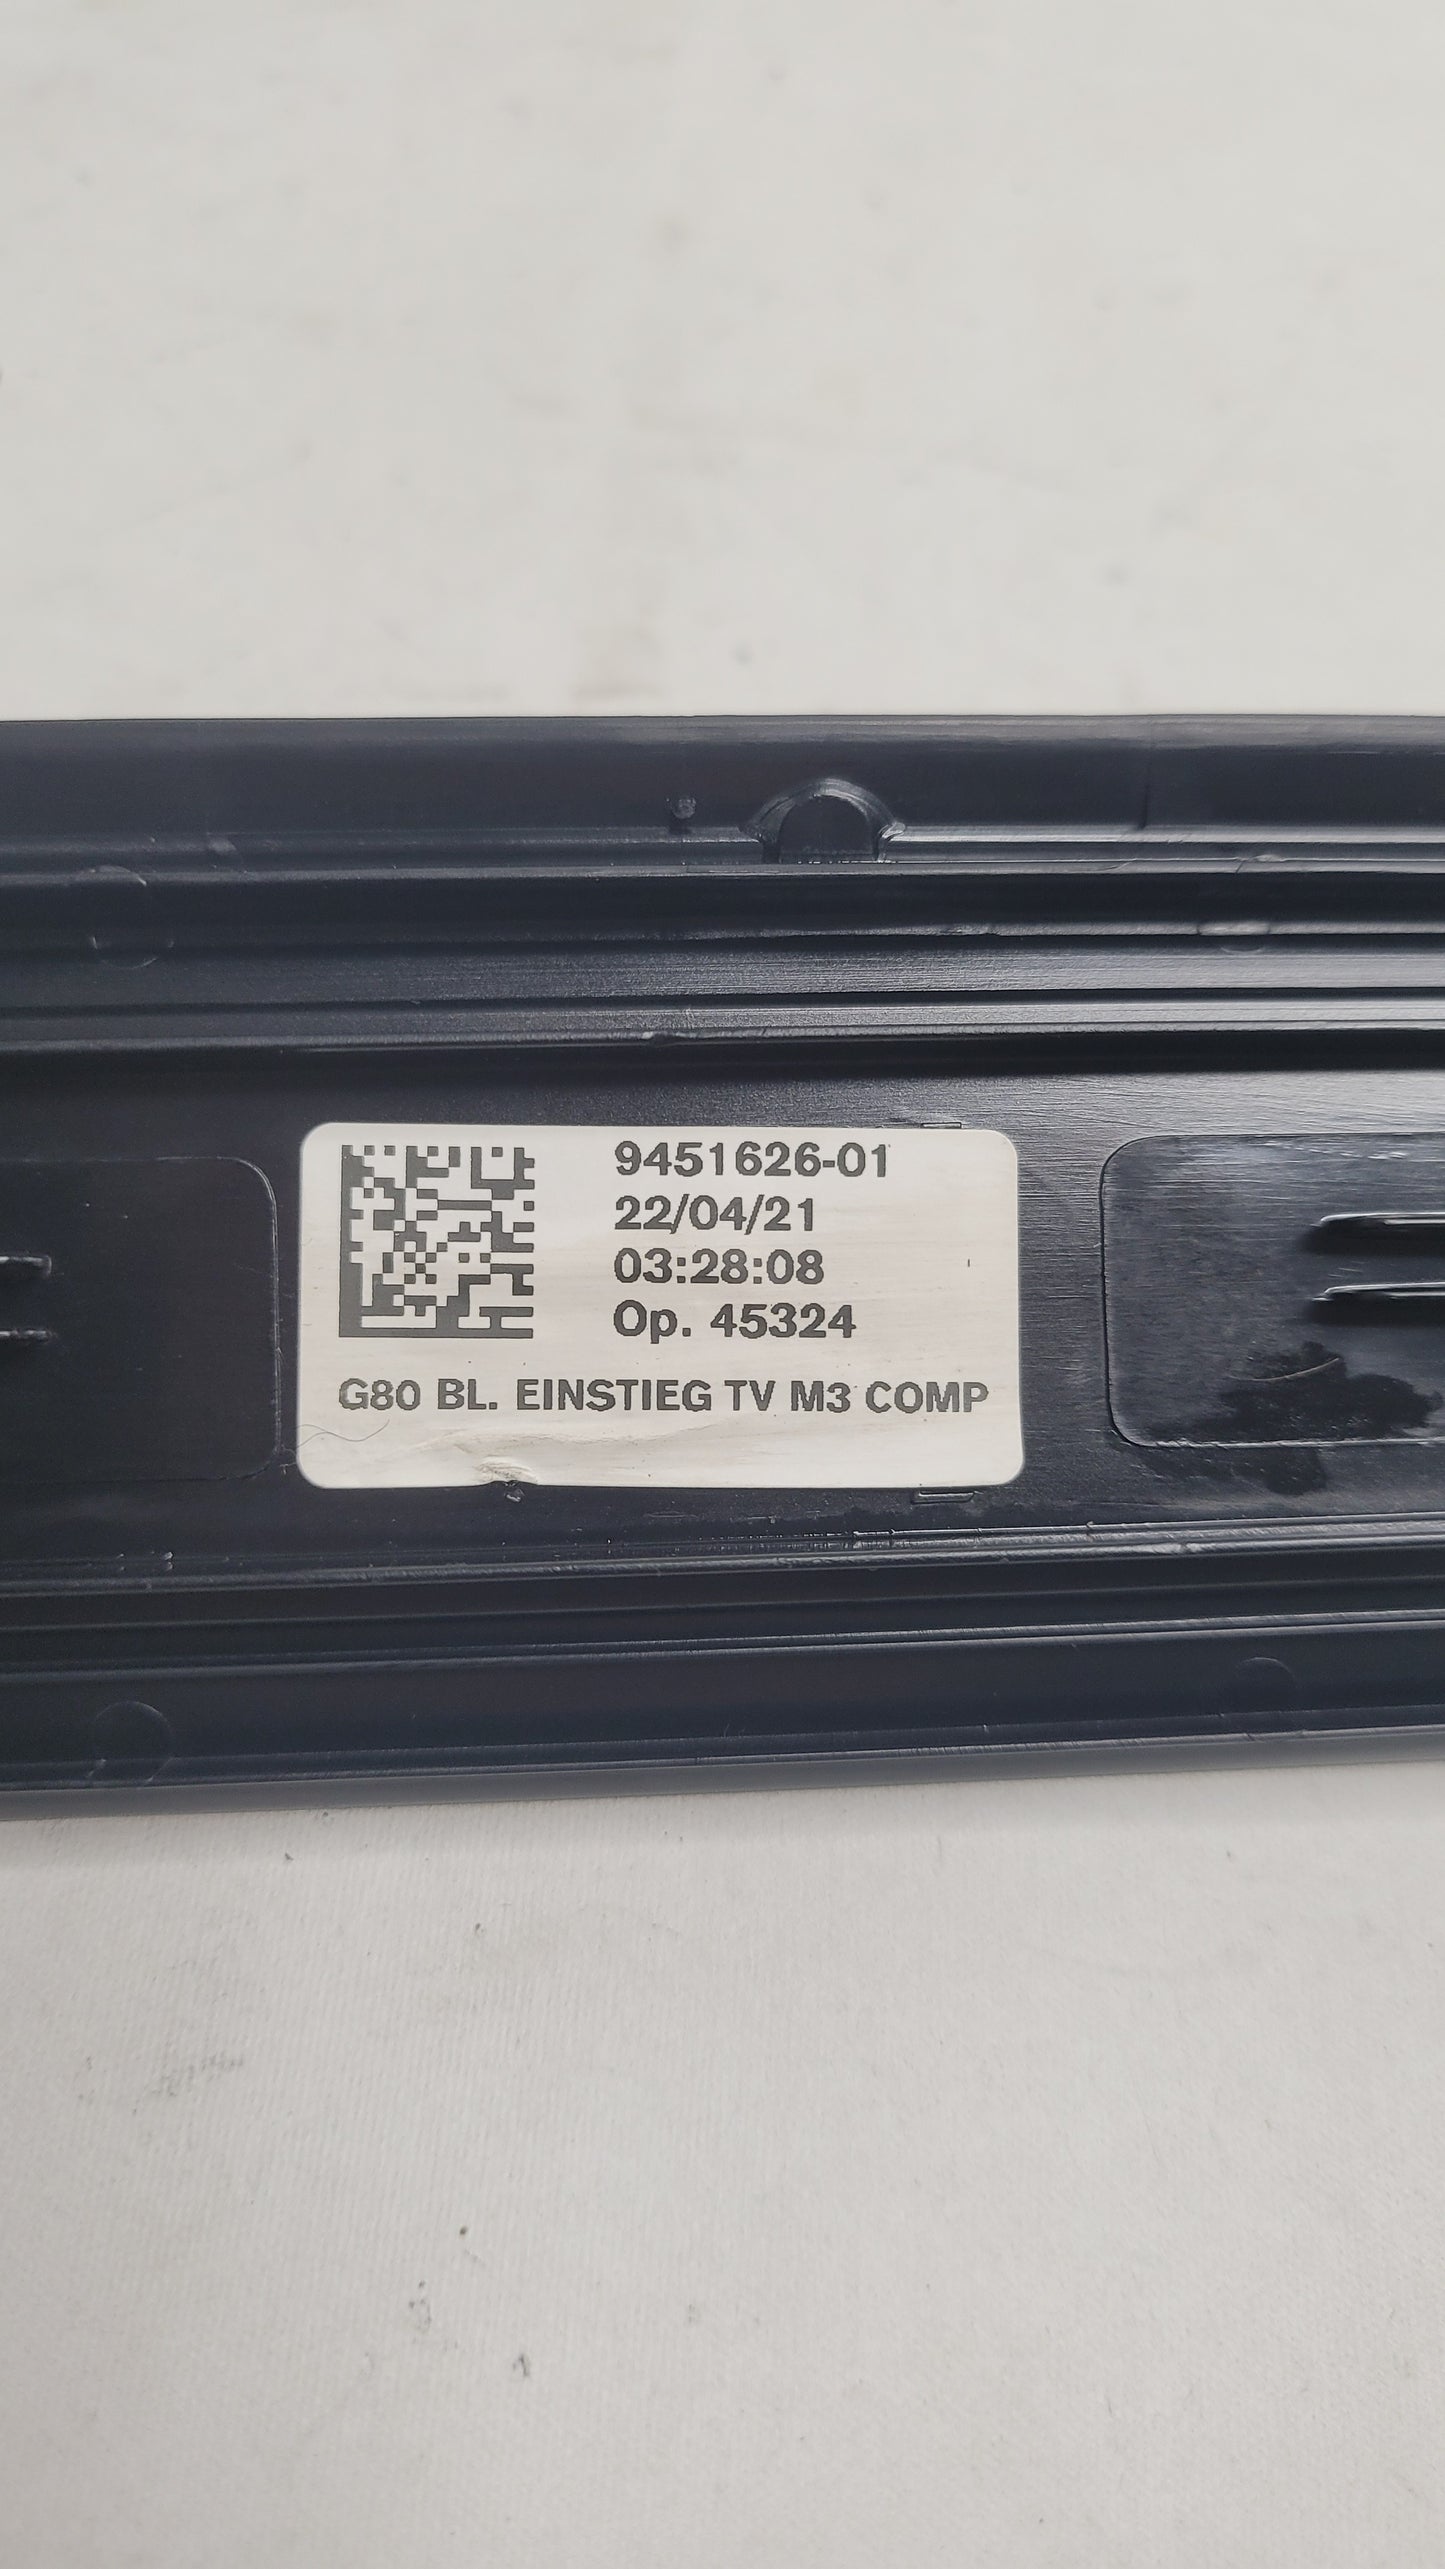 9451626-01
22/04/21
03:28:08
Op. 45324
G80 BL. EINSTIEG TV M3 COMP